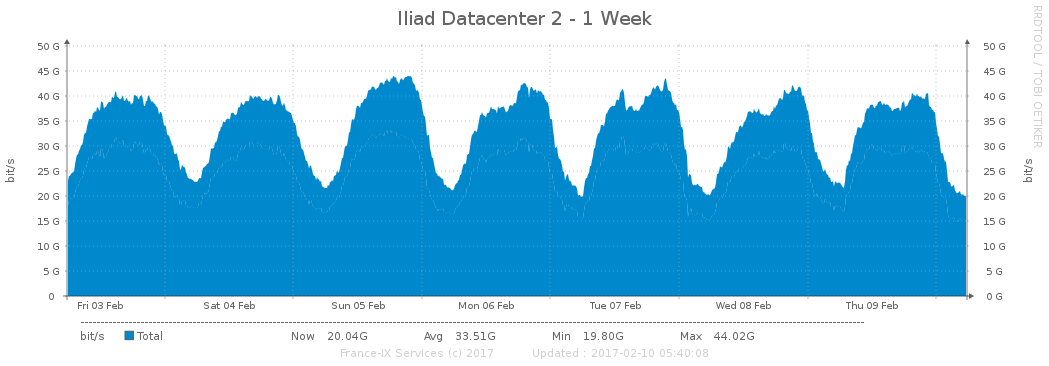 Iliad Datacenter 2 - 1 Week
RRDTOOL / TOBI OETIKER
bit/s
50 G
45 G
40 G
35 G
30 G
25 G
20 G
15 G
10 G
5 G
0
50 G
45 G
40 G
35 G
30 G
25 G
20 G
15 G
10 G
5 G
0 G
bit/s
Fri 03 Feb Sat 04 Feb Sun 05 Feb Mon 06 Feb Tue 07 Feb Wed 08 Feb Thu 09 Feb
bit/s Total Now 20.04G Avg 33.51G Min 19.80G Max 44.02G
France-IX Services (c) 2017 Updated : 2017-02-10 05:40:08